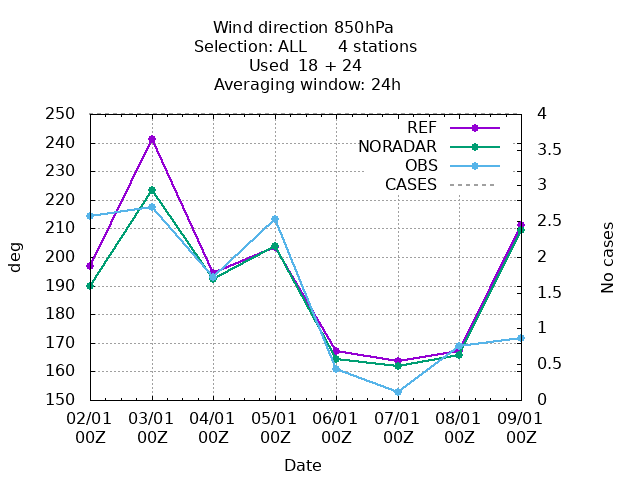 Wind direction 850hPa
Selection: ALL 4 stations
Used 18 + 24
Averaging window: 24h
250
240
230
220
210
200
190
180
170
160
150
deg
4
3.5
3
2.5
2
1.5
1
0.5
0
No cases
REF
NORADAR
OBS
CASES
02/01 03/01 04/01 05/01 06/01 07/01 08/01 09/01
00Z 00Z 00Z 00Z 00Z 00Z 00Z 00Z
Date